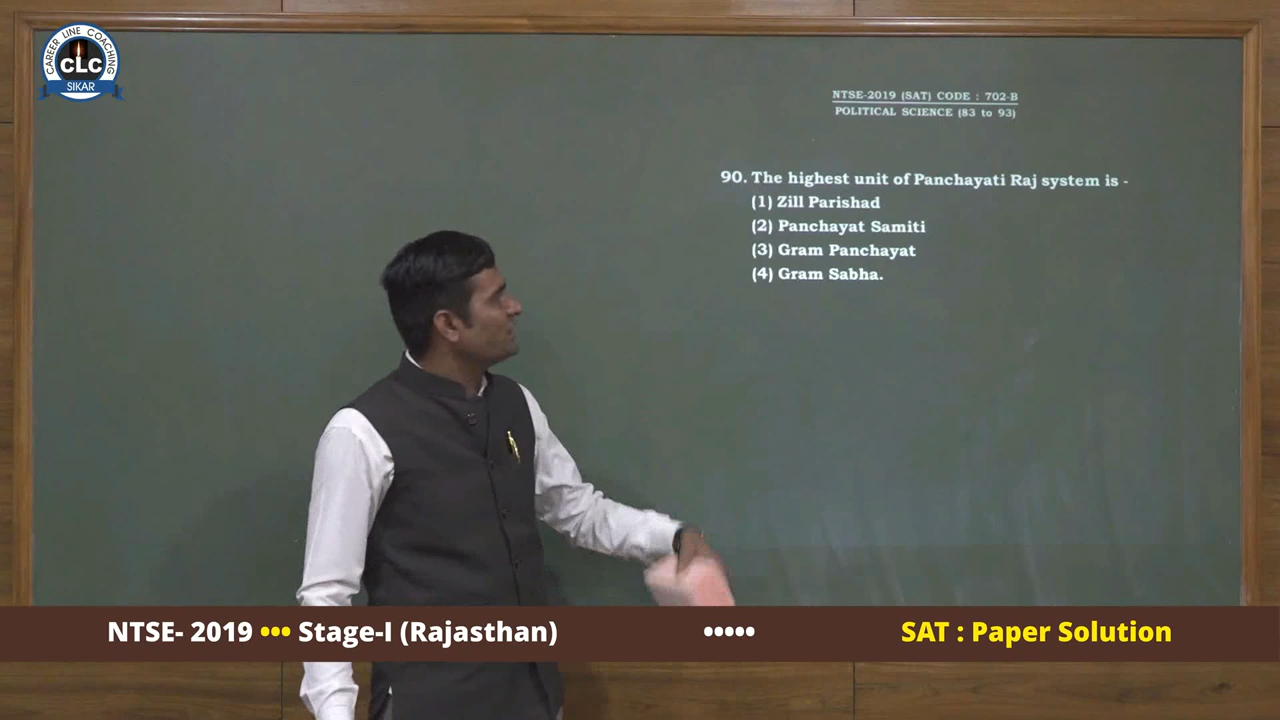 CAREER LINE COACHING
CLC
SIKAR
NTSE-2019 (SAT) CODE : 702-B
POLITICAL SCIENCE (83 to 93)
90. The highest unit of Panchayati Raj system is -
(1) Zill Parishad
(2) Panchayat Samiti
(3) Gram Panchayat
(4) Gram Sabha.
NTSE- 2019 ••• Stage-I (Rajasthan) ••••• SAT : Paper Solution